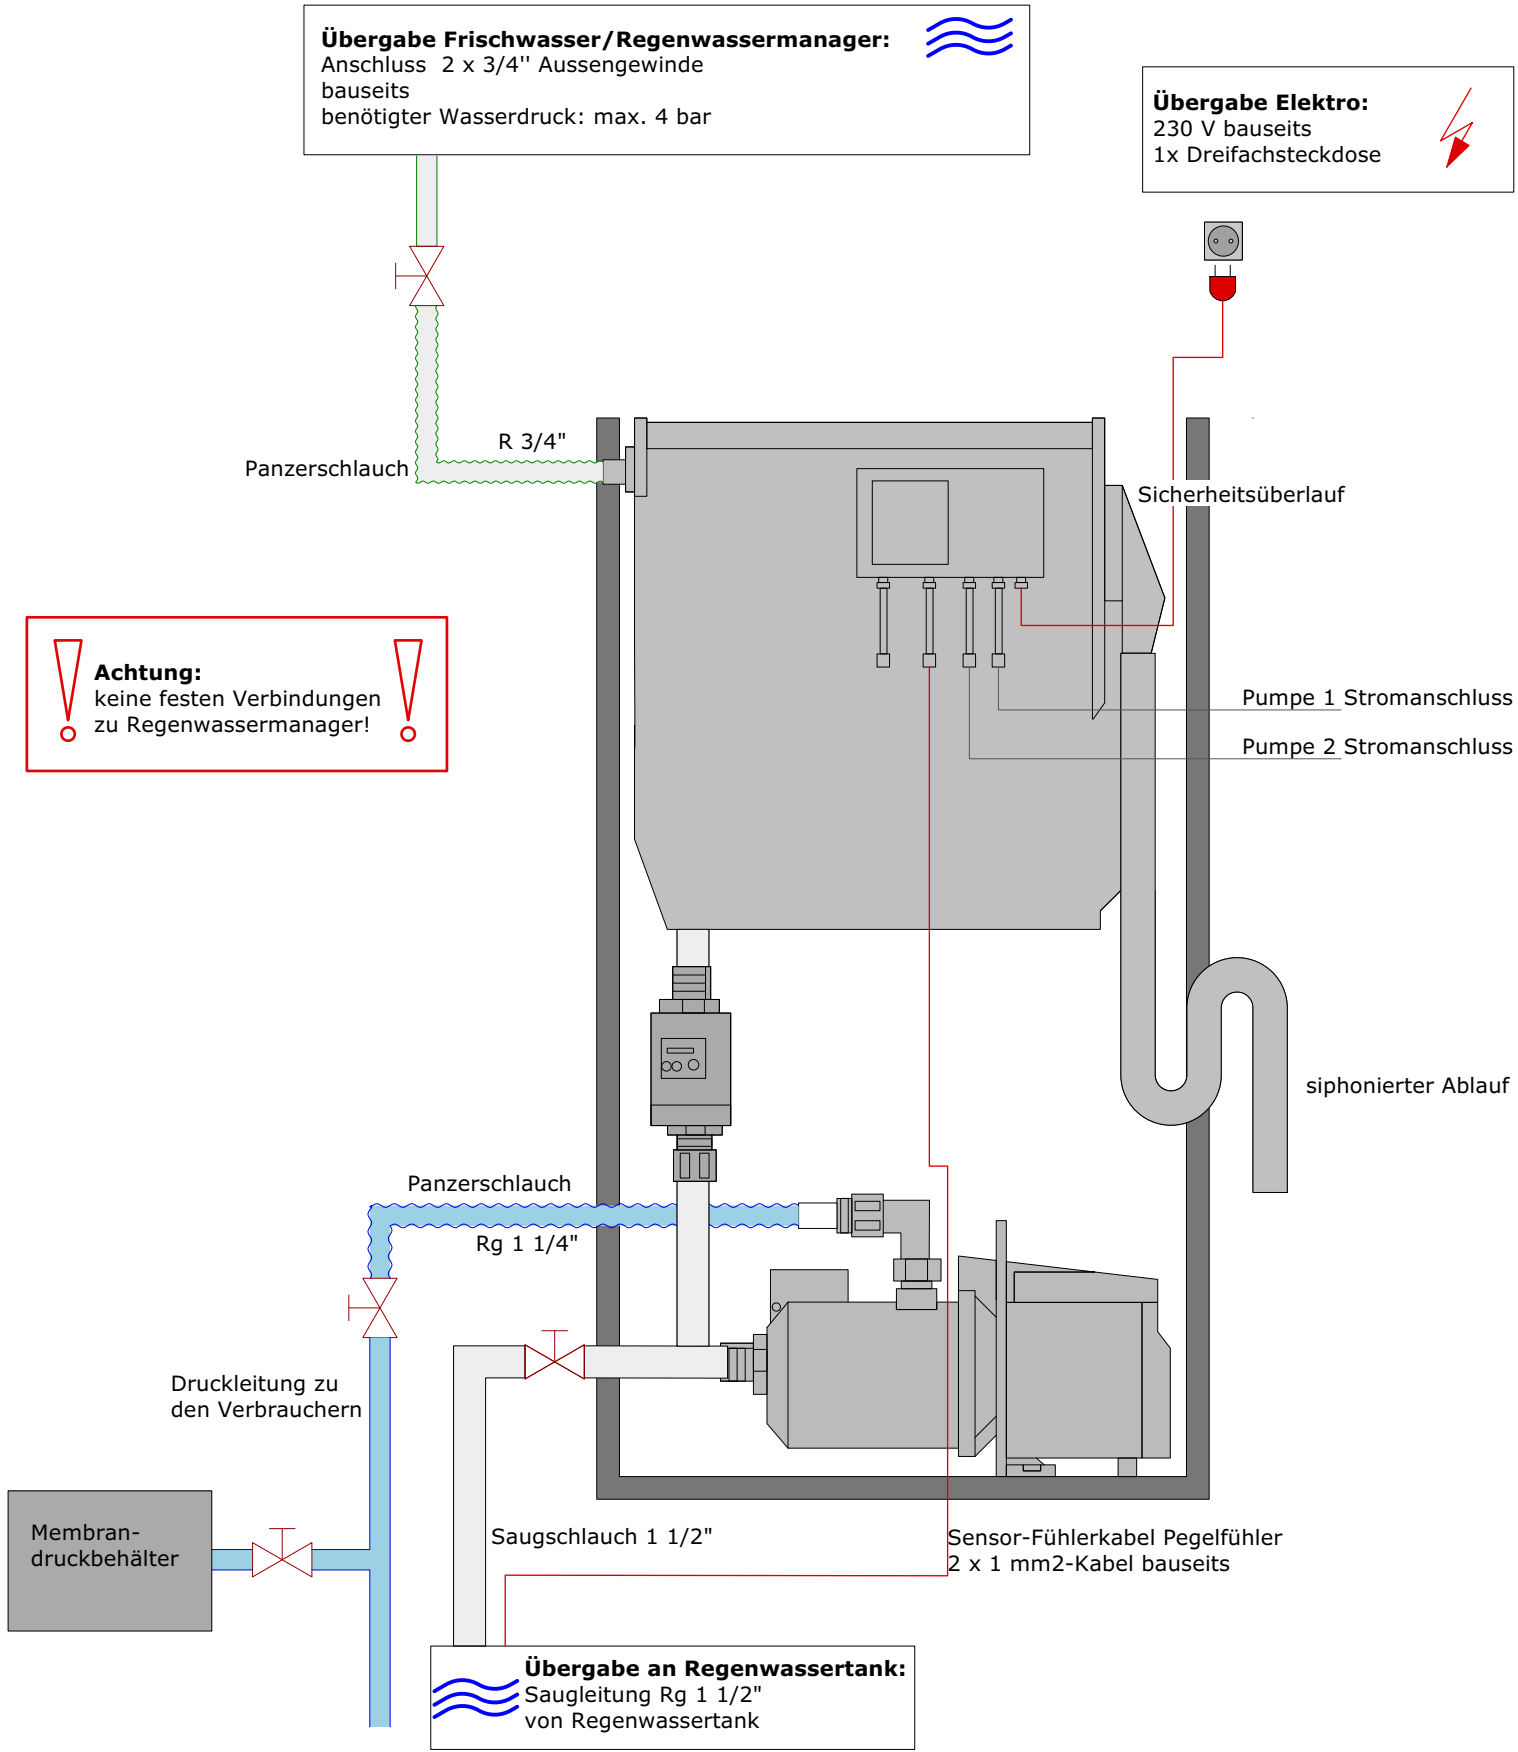 Übergabe Frischwasser/Regenwassermanager:
Anschluss  2 x 3/4'' Aussengewinde
bauseits
benötigter Wasserdruck: max. 4 bar
Übergabe Elektro:
230 V bauseits
1x Dreifachsteckdose
R 3/4"
Panzerschlauch
Sicherheitsüberlauf
Achtung:
keine festen Verbindungen
zu Regenwassermanager!
Pumpe 1 Stromanschluss
Pumpe 2 Stromanschluss
siphonierter Ablauf
Panzerschlauch
Rg 1 1/4"
Druckleitung zu
den Verbrauchern
Membran-
druckbehälter
Saugschlauch 1 1/2"
Sensor-Fühlerkabel Pegelfühler
2 x 1 mm2-Kabel bauseits
Übergabe an Regenwassertank:
Saugleitung Rg 1 1/2"
von Regenwassertank